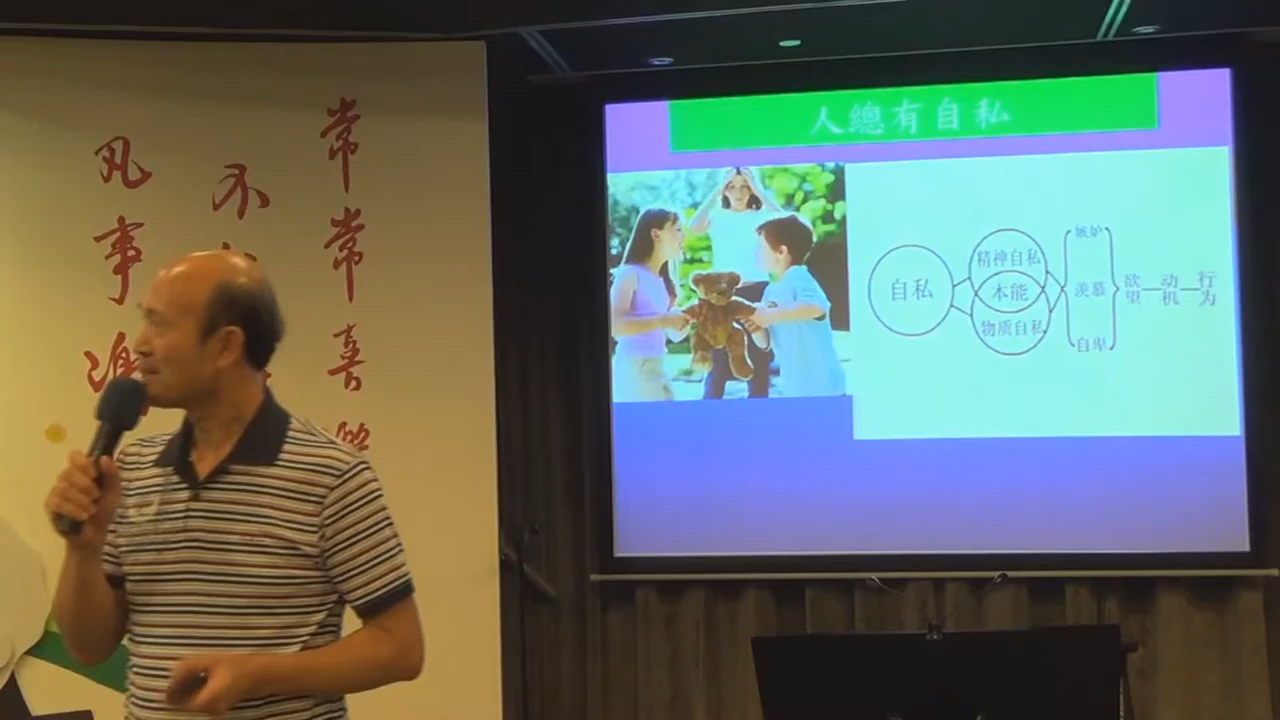 常常喜
不
凡事
人總有自私
自私
精神自私
本能
物质自私
嫉妒
羡慕
自卑
欲望—动机—行为